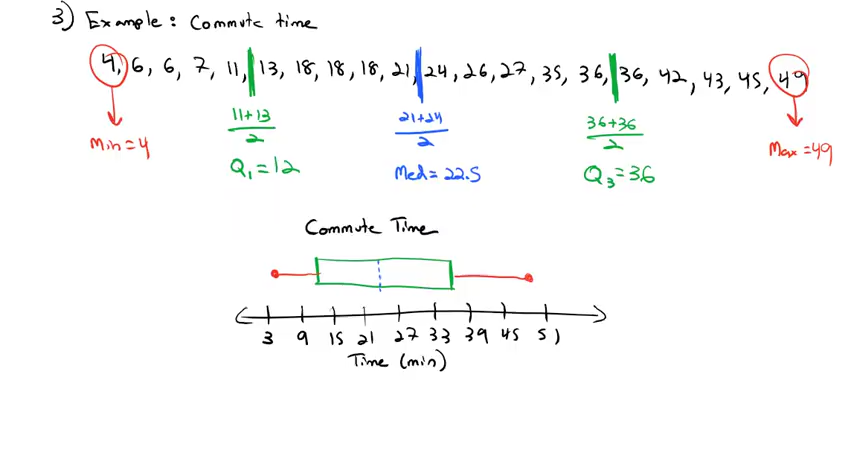 3) Example: Commute time
4, 6, 6, 7, 11, 13, 18, 18, 18, 21, 24, 26, 27, 35, 36, 36, 42, 43, 45, 49
11+13
2
21+24
2
36+36
2
Min=4
Q1=12
Med=22.5
Q3=36
Max=49
Commute Time
3 9 15 21 27 33 39 45 51
Time (min)